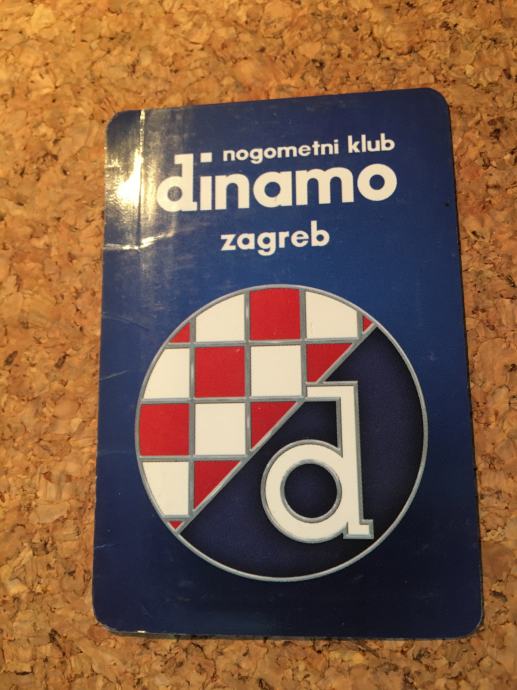 nogometni klub
dinamo
zagreb
d